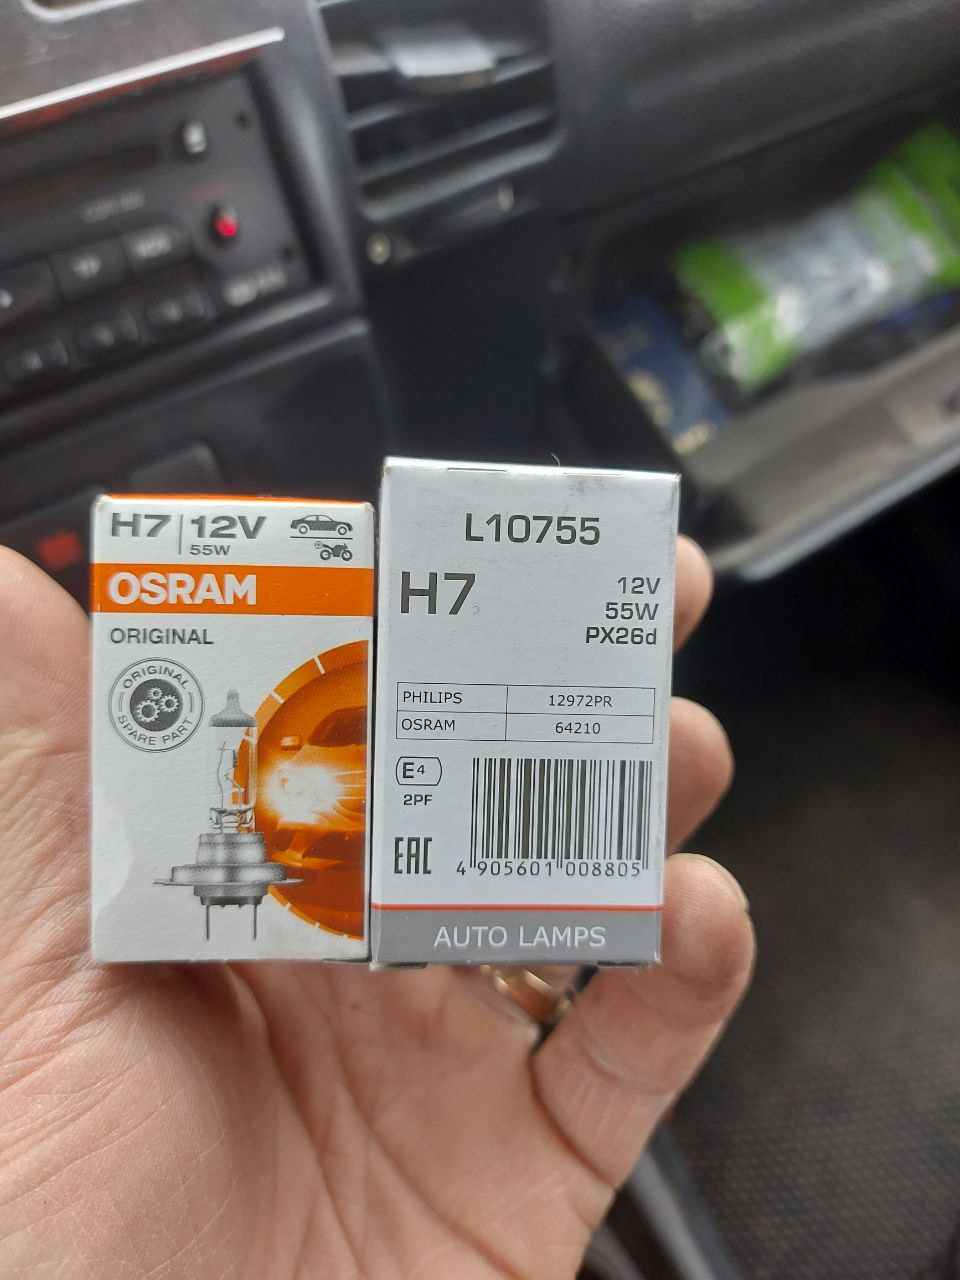 H7 12V
55W
OSRAM
ORIGINAL
ORIGINAL
SPARE PART
L10755
H7
12V
55W
PX26d
PHILIPS 12972PR
OSRAM 64210
E4
2PF
EAC
4 905601 008805
AUTO LAMPS